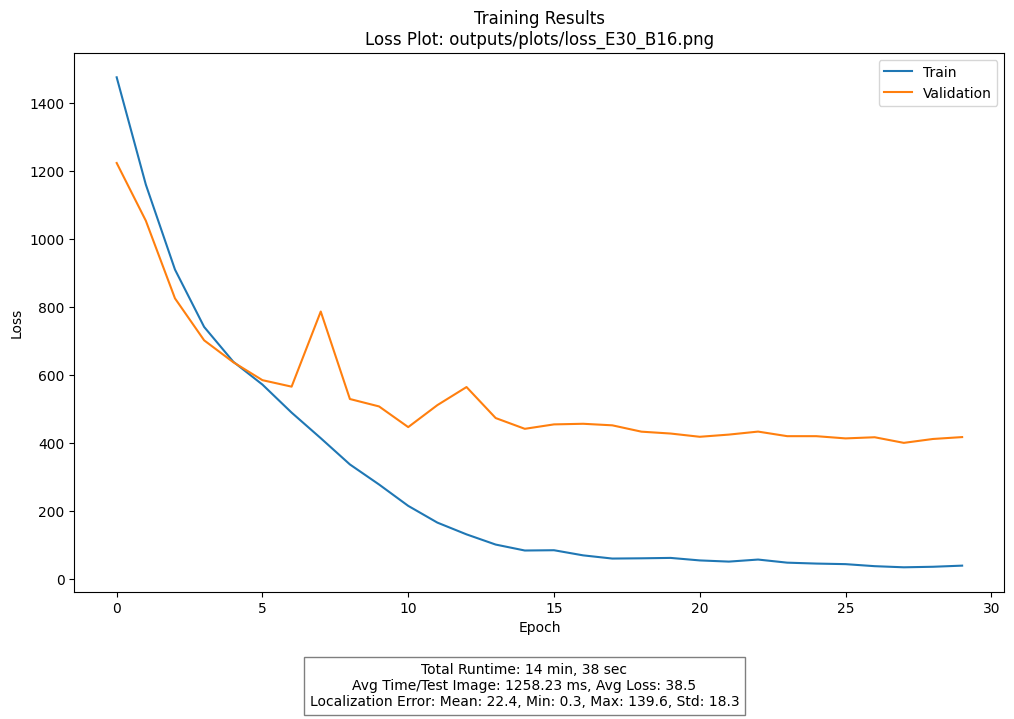 Training Results
Loss Plot: outputs/plots/loss_E30_B16.png
Train
Validation
1400
1200
1000
800
600
400
200
0
Loss
0 5 10 15 20 25 30
Epoch
Total Runtime: 14 min, 38 sec
Avg Time/Test Image: 1258.23 ms, Avg Loss: 38.5
Localization Error: Mean: 22.4, Min: 0.3, Max: 139.6, Std: 18.3